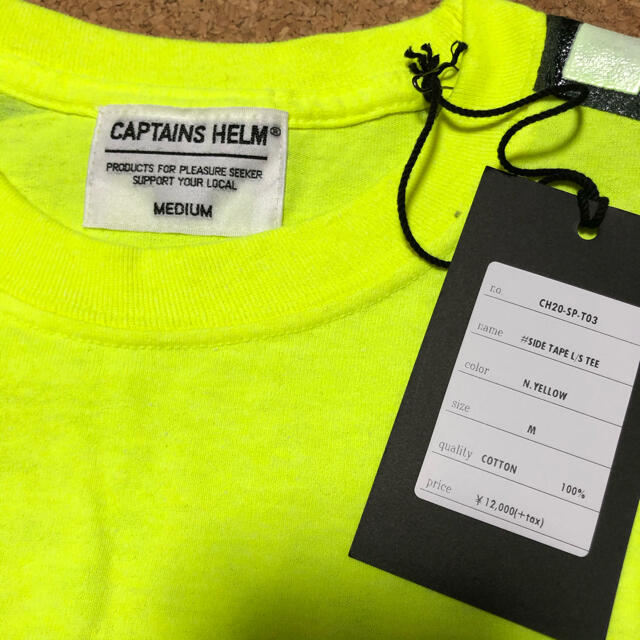 CAPTAINS HELM®
PRODUCTS FOR PLEASURE SEEKER
SUPPORT YOUR LOCAL
MEDIUM
no. CH20-SP-T03
name #SIDE TAPE L/S TEE
color N.YELLOW
size M
quality COTTON 100%
price ¥12,000(+tax)